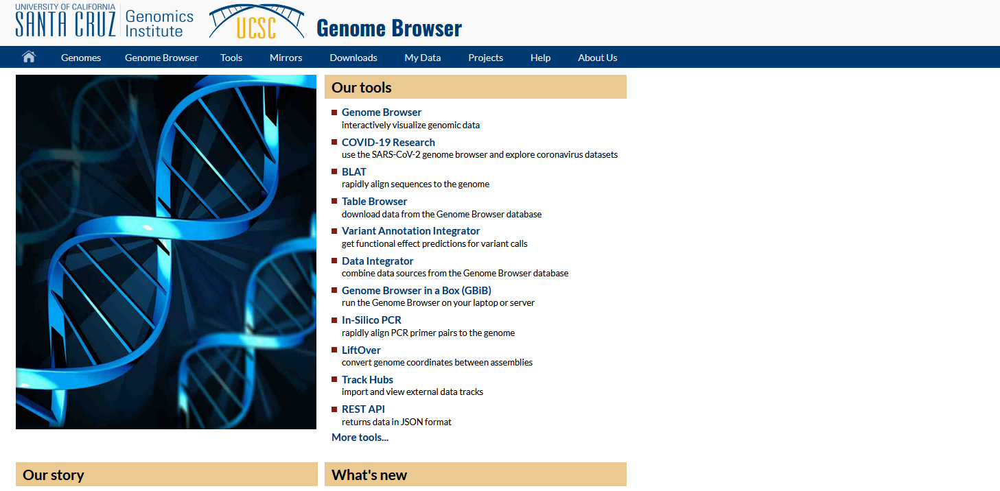 UNIVERSITY OF CALIFORNIA
SANTA CRUZ
Genomics
Institute
UCSC
Genome Browser
Genomes Genome Browser Tools Mirrors Downloads My Data Projects Help About Us
Our tools
Genome Browser
interactively visualize genomic data
COVID-19 Research
use the SARS-CoV-2 genome browser and explore coronavirus datasets
BLAT
rapidly align sequences to the genome
Table Browser
download data from the Genome Browser database
Variant Annotation Integrator
get functional effect predictions for variant calls
Data Integrator
combine data sources from the Genome Browser database
Genome Browser in a Box (GBiB)
run the Genome Browser on your laptop or server
In-Silico PCR
rapidly align PCR primer pairs to the genome
LiftOver
convert genome coordinates between assemblies
Track Hubs
import and view external data tracks
REST API
returns data in JSON format
More tools...
Our story
What's new